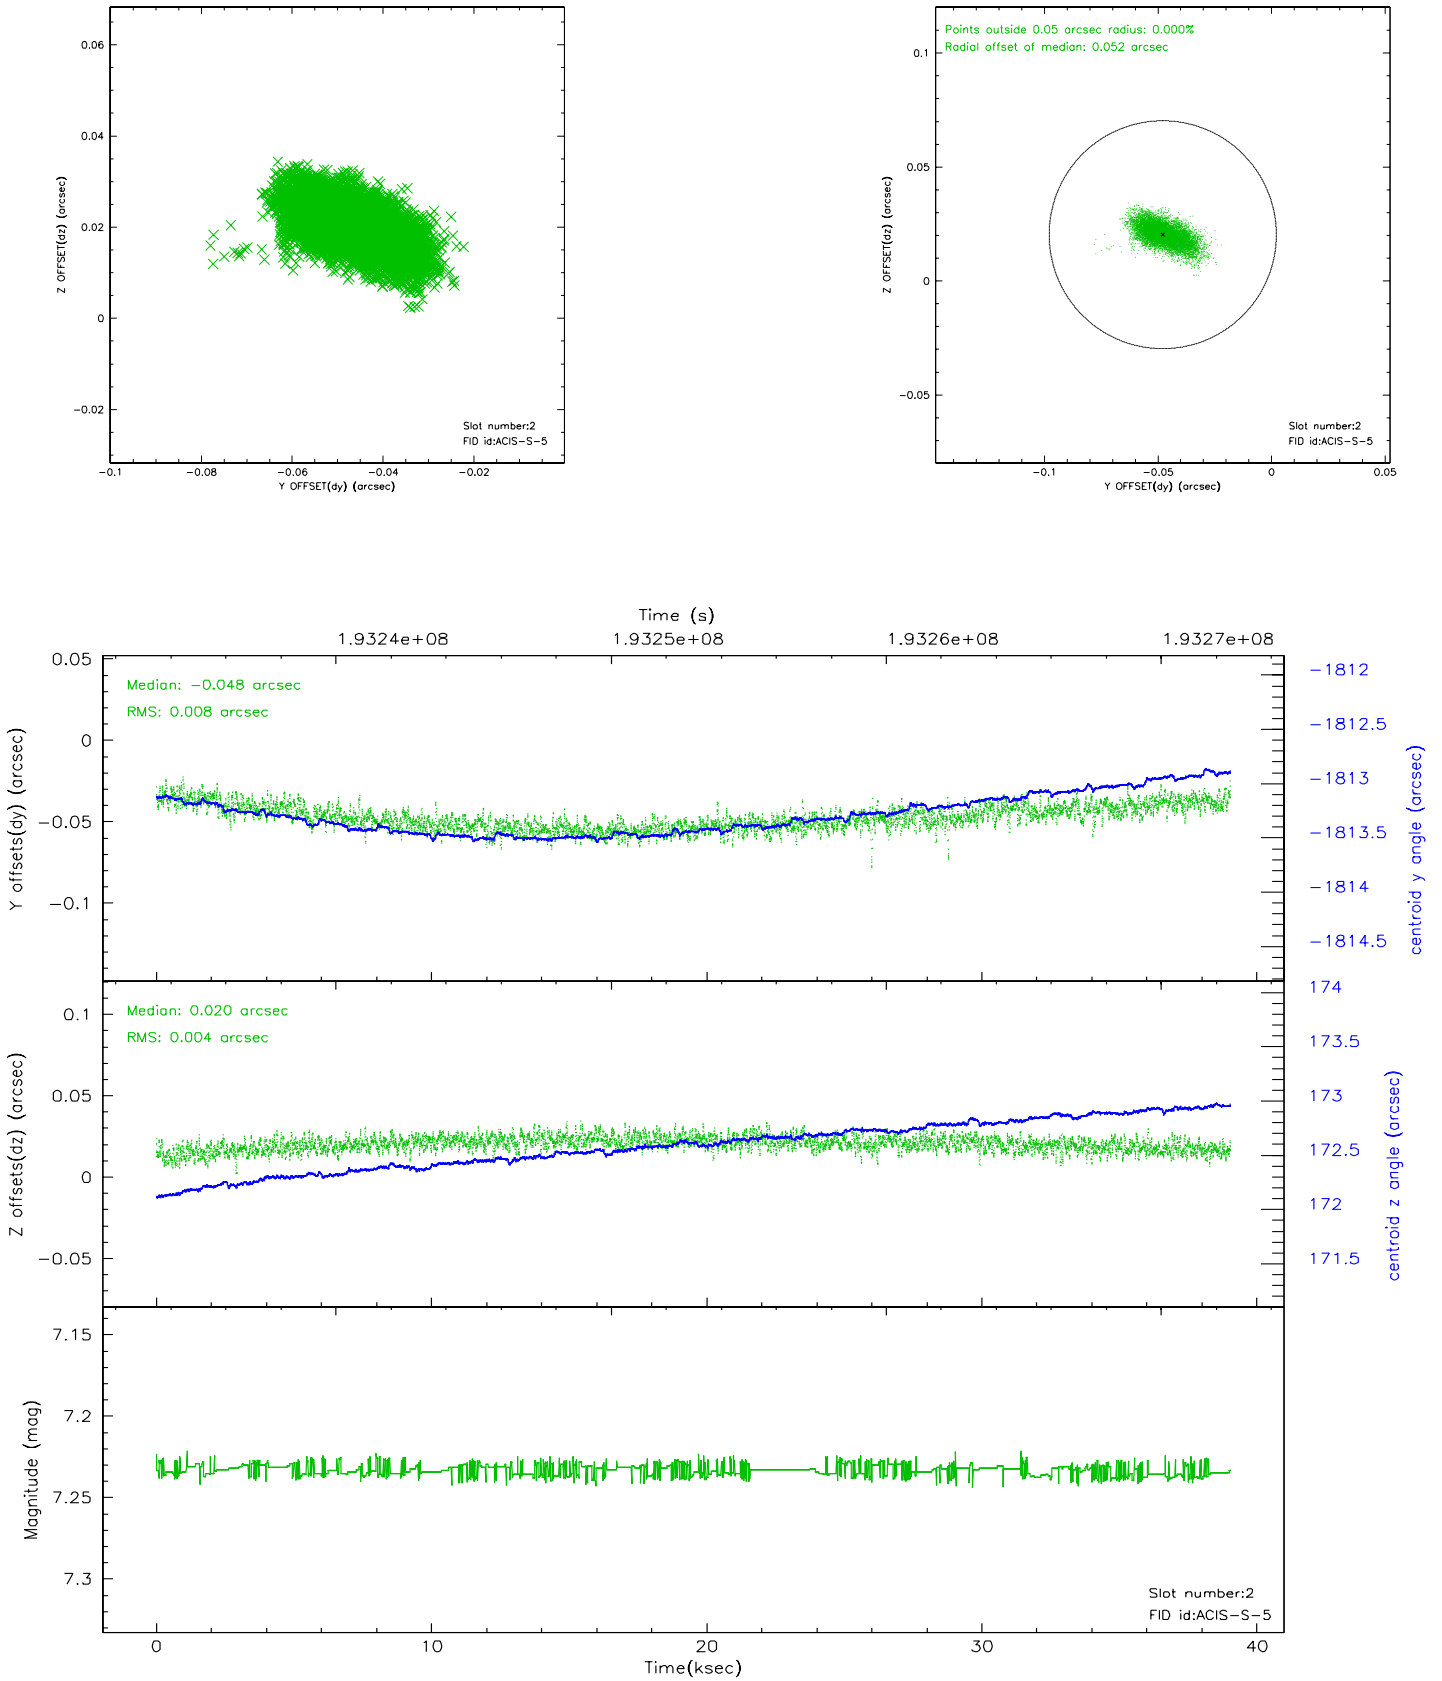 0.06
0.04
0.02
0
-0.02
Z OFFSET(dz) (arcsec)
Slot number:2
FID id:ACIS-S-5
-0.1 -0.08 -0.06 -0.04 -0.02
Y OFFSET(dy) (arcsec)
Points outside 0.05 arcsec radius: 0.000%
Radial offset of median: 0.052 arcsec
0.1
0.05
0
-0.05
Z OFFSET(dz) (arcsec)
Slot number:2
FID id:ACIS-S-5
-0.1 -0.05 0 0.05
Y OFFSET(dy) (arcsec)
Time (s)
1.9324e+08 1.9325e+08 1.9326e+08 1.9327e+08
Median: -0.048 arcsec
RMS: 0.008 arcsec
0.05
0
-0.05
-0.1
Y offsets(dy) (arcsec)
-1812
-1812.5
-1813
-1813.5
-1814
-1814.5
centroid y angle (arcsec)
Median: 0.020 arcsec
RMS: 0.004 arcsec
0.1
0.05
0
-0.05
Z offsets(dz) (arcsec)
174
173.5
173
172.5
172
171.5
centroid z angle (arcsec)
7.15
7.2
7.25
7.3
Magnitude (mag)
Slot number:2
FID id:ACIS-S-5
0 10 20 30 40
Time(ksec)